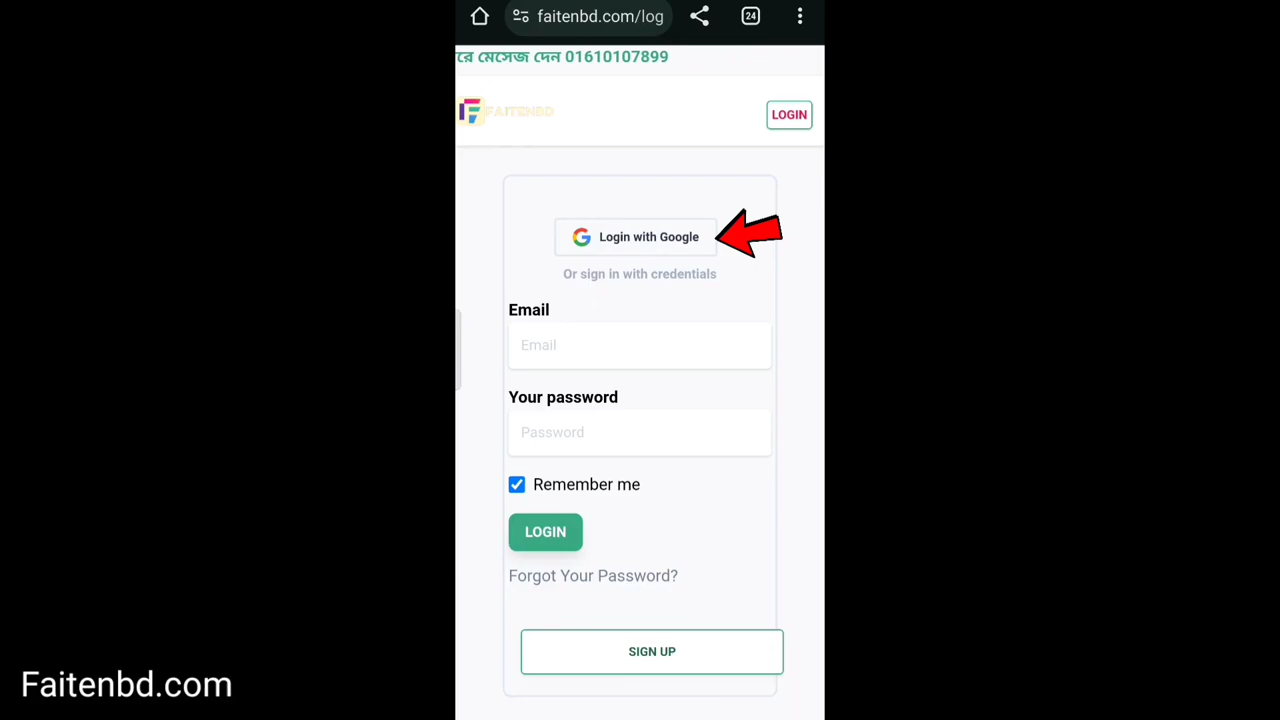 faitenbd.com/log
24
রে মেসেজ দেন 01610107899
FAITENBD
LOGIN
Login with Google
Or sign in with credentials
Email
Email
Your password
Password
Remember me
LOGIN
Forgot Your Password?
SIGN UP
Faitenbd.com